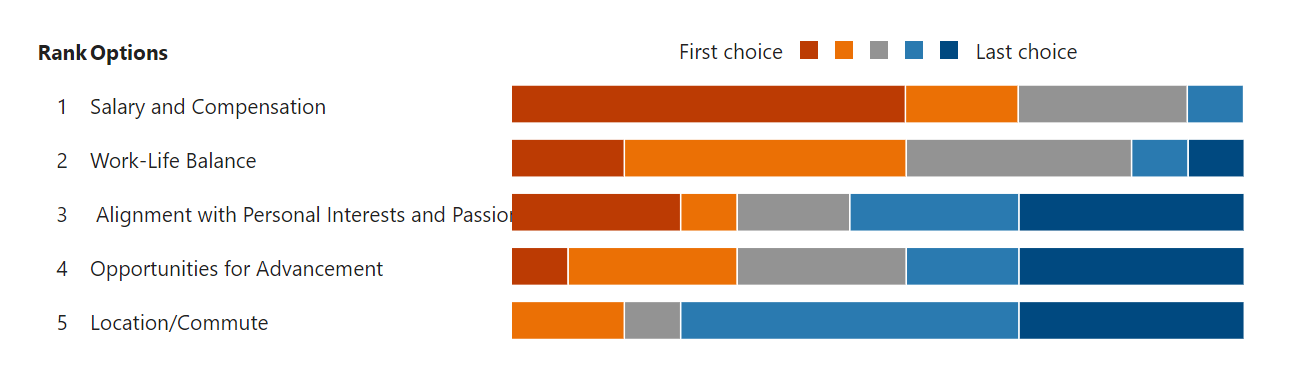 Rank Options
First choice Last choice
1 Salary and Compensation
2 Work-Life Balance
3 Alignment with Personal Interests and
4 Opportunities for Advancement
5 Location/Commute